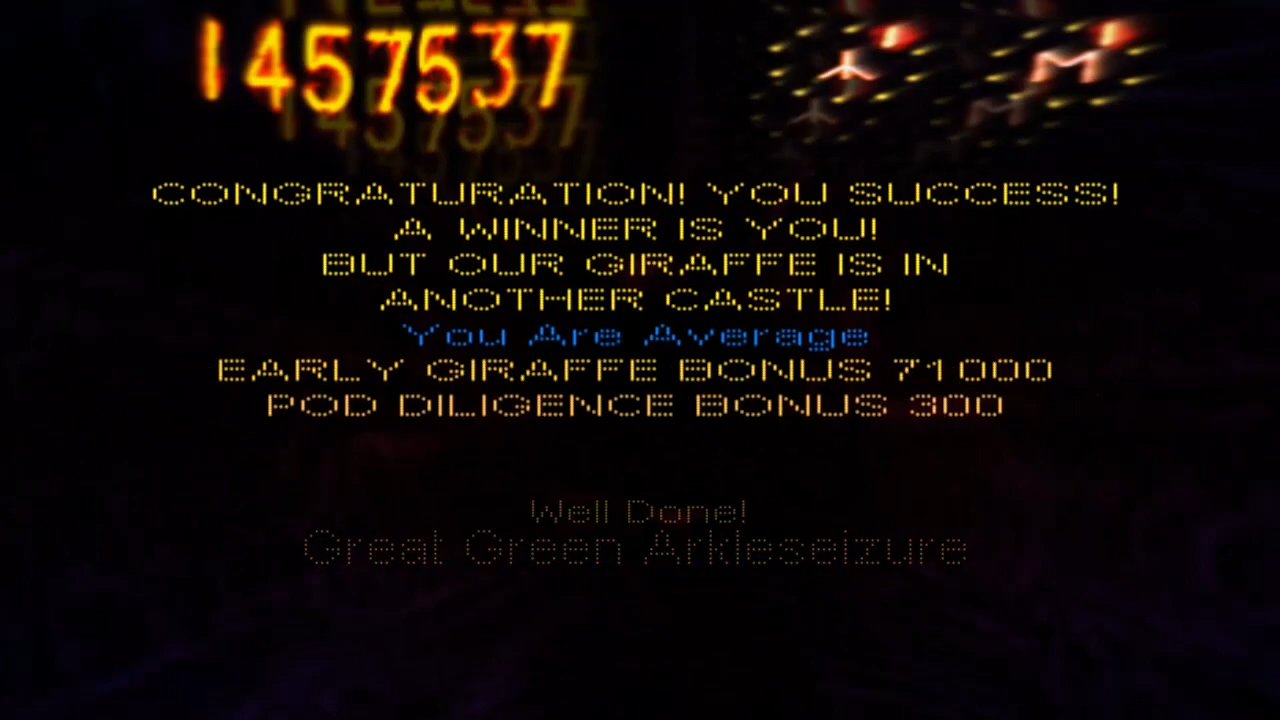 1457537
CONGRATURATION! YOU SUCCESS!
A WINNER IS YOU!
BUT OUR GIRAFFE IS IN
ANOTHER CASTLE!
You Are Average
EARLY GIRAFFE BONUS 71000
POD DILIGENCE BONUS 300
Well Done!
Great Green Arkleseizure